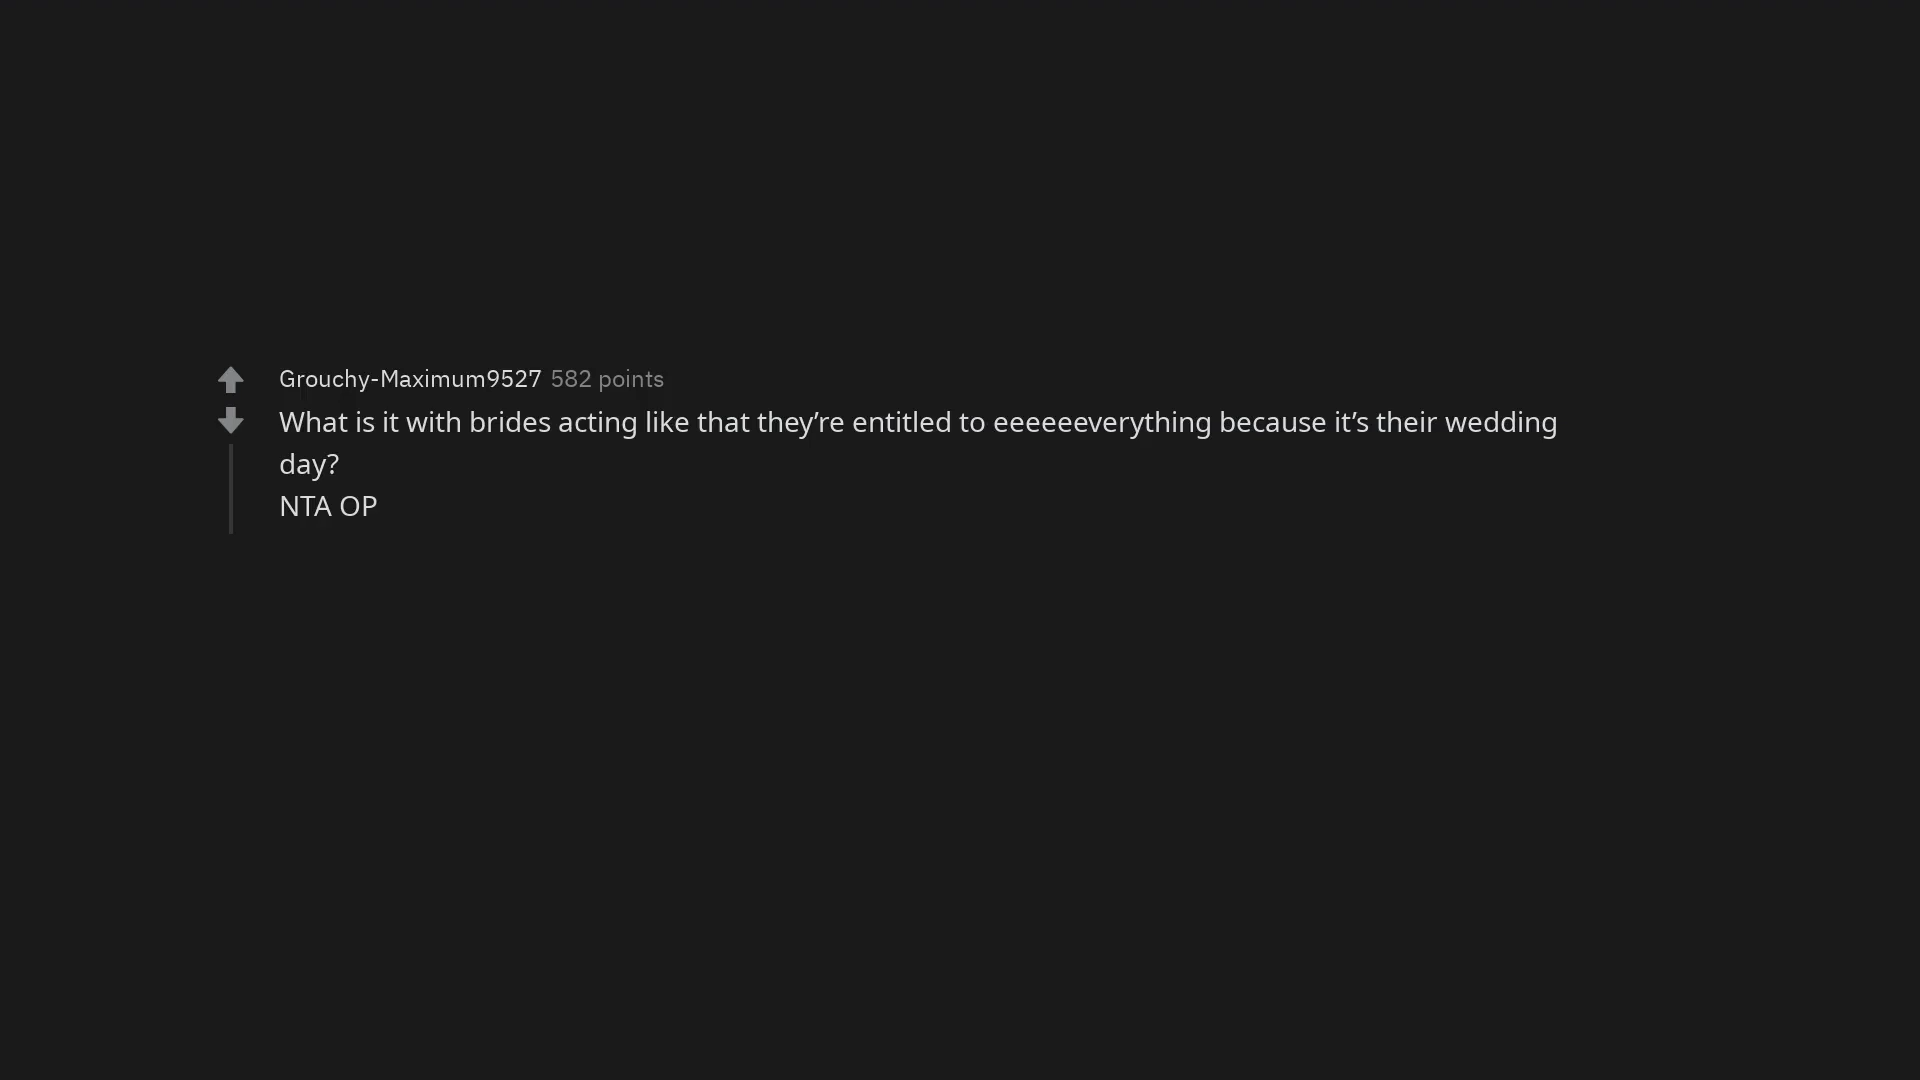 Grouchy-Maximum9527 582 points
What is it with brides acting like that they’re entitled to eeeeeeverything because it’s their wedding
day?
NTA OP